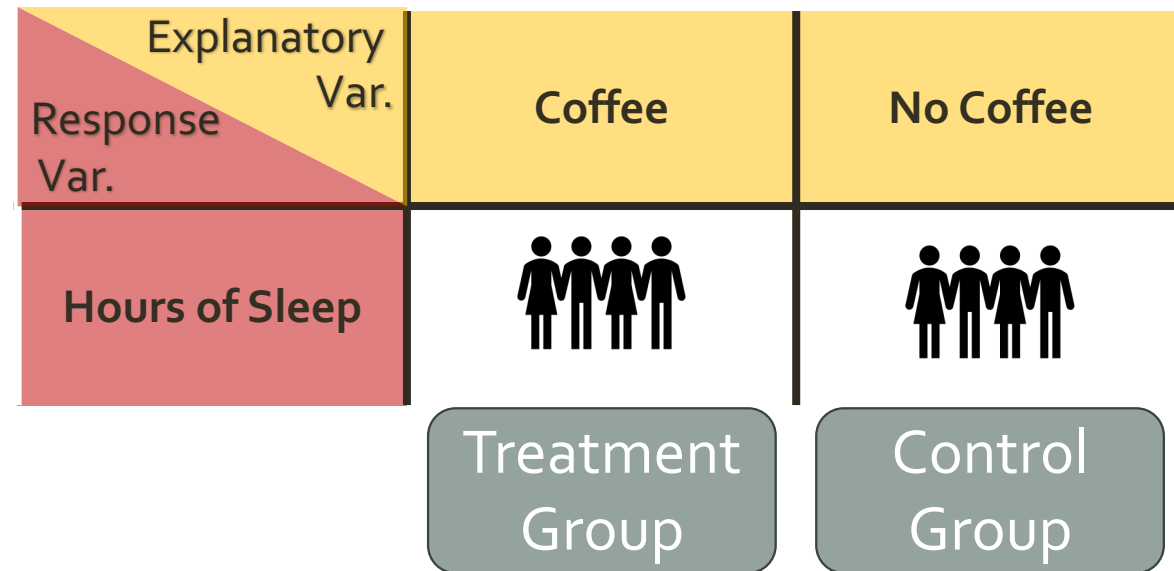 Explanatory
Var.
Response
Var.
Coffee
No Coffee
Hours of Sleep
Treatment
Group
Control
Group